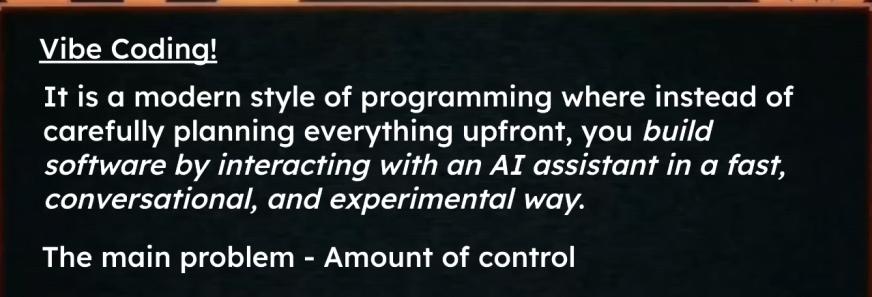 Vibe Coding!
It is a modern style of programming where instead of
carefully planning everything upfront, you build
software by interacting with an AI assistant in a fast,
conversational, and experimental way.
The main problem - Amount of control